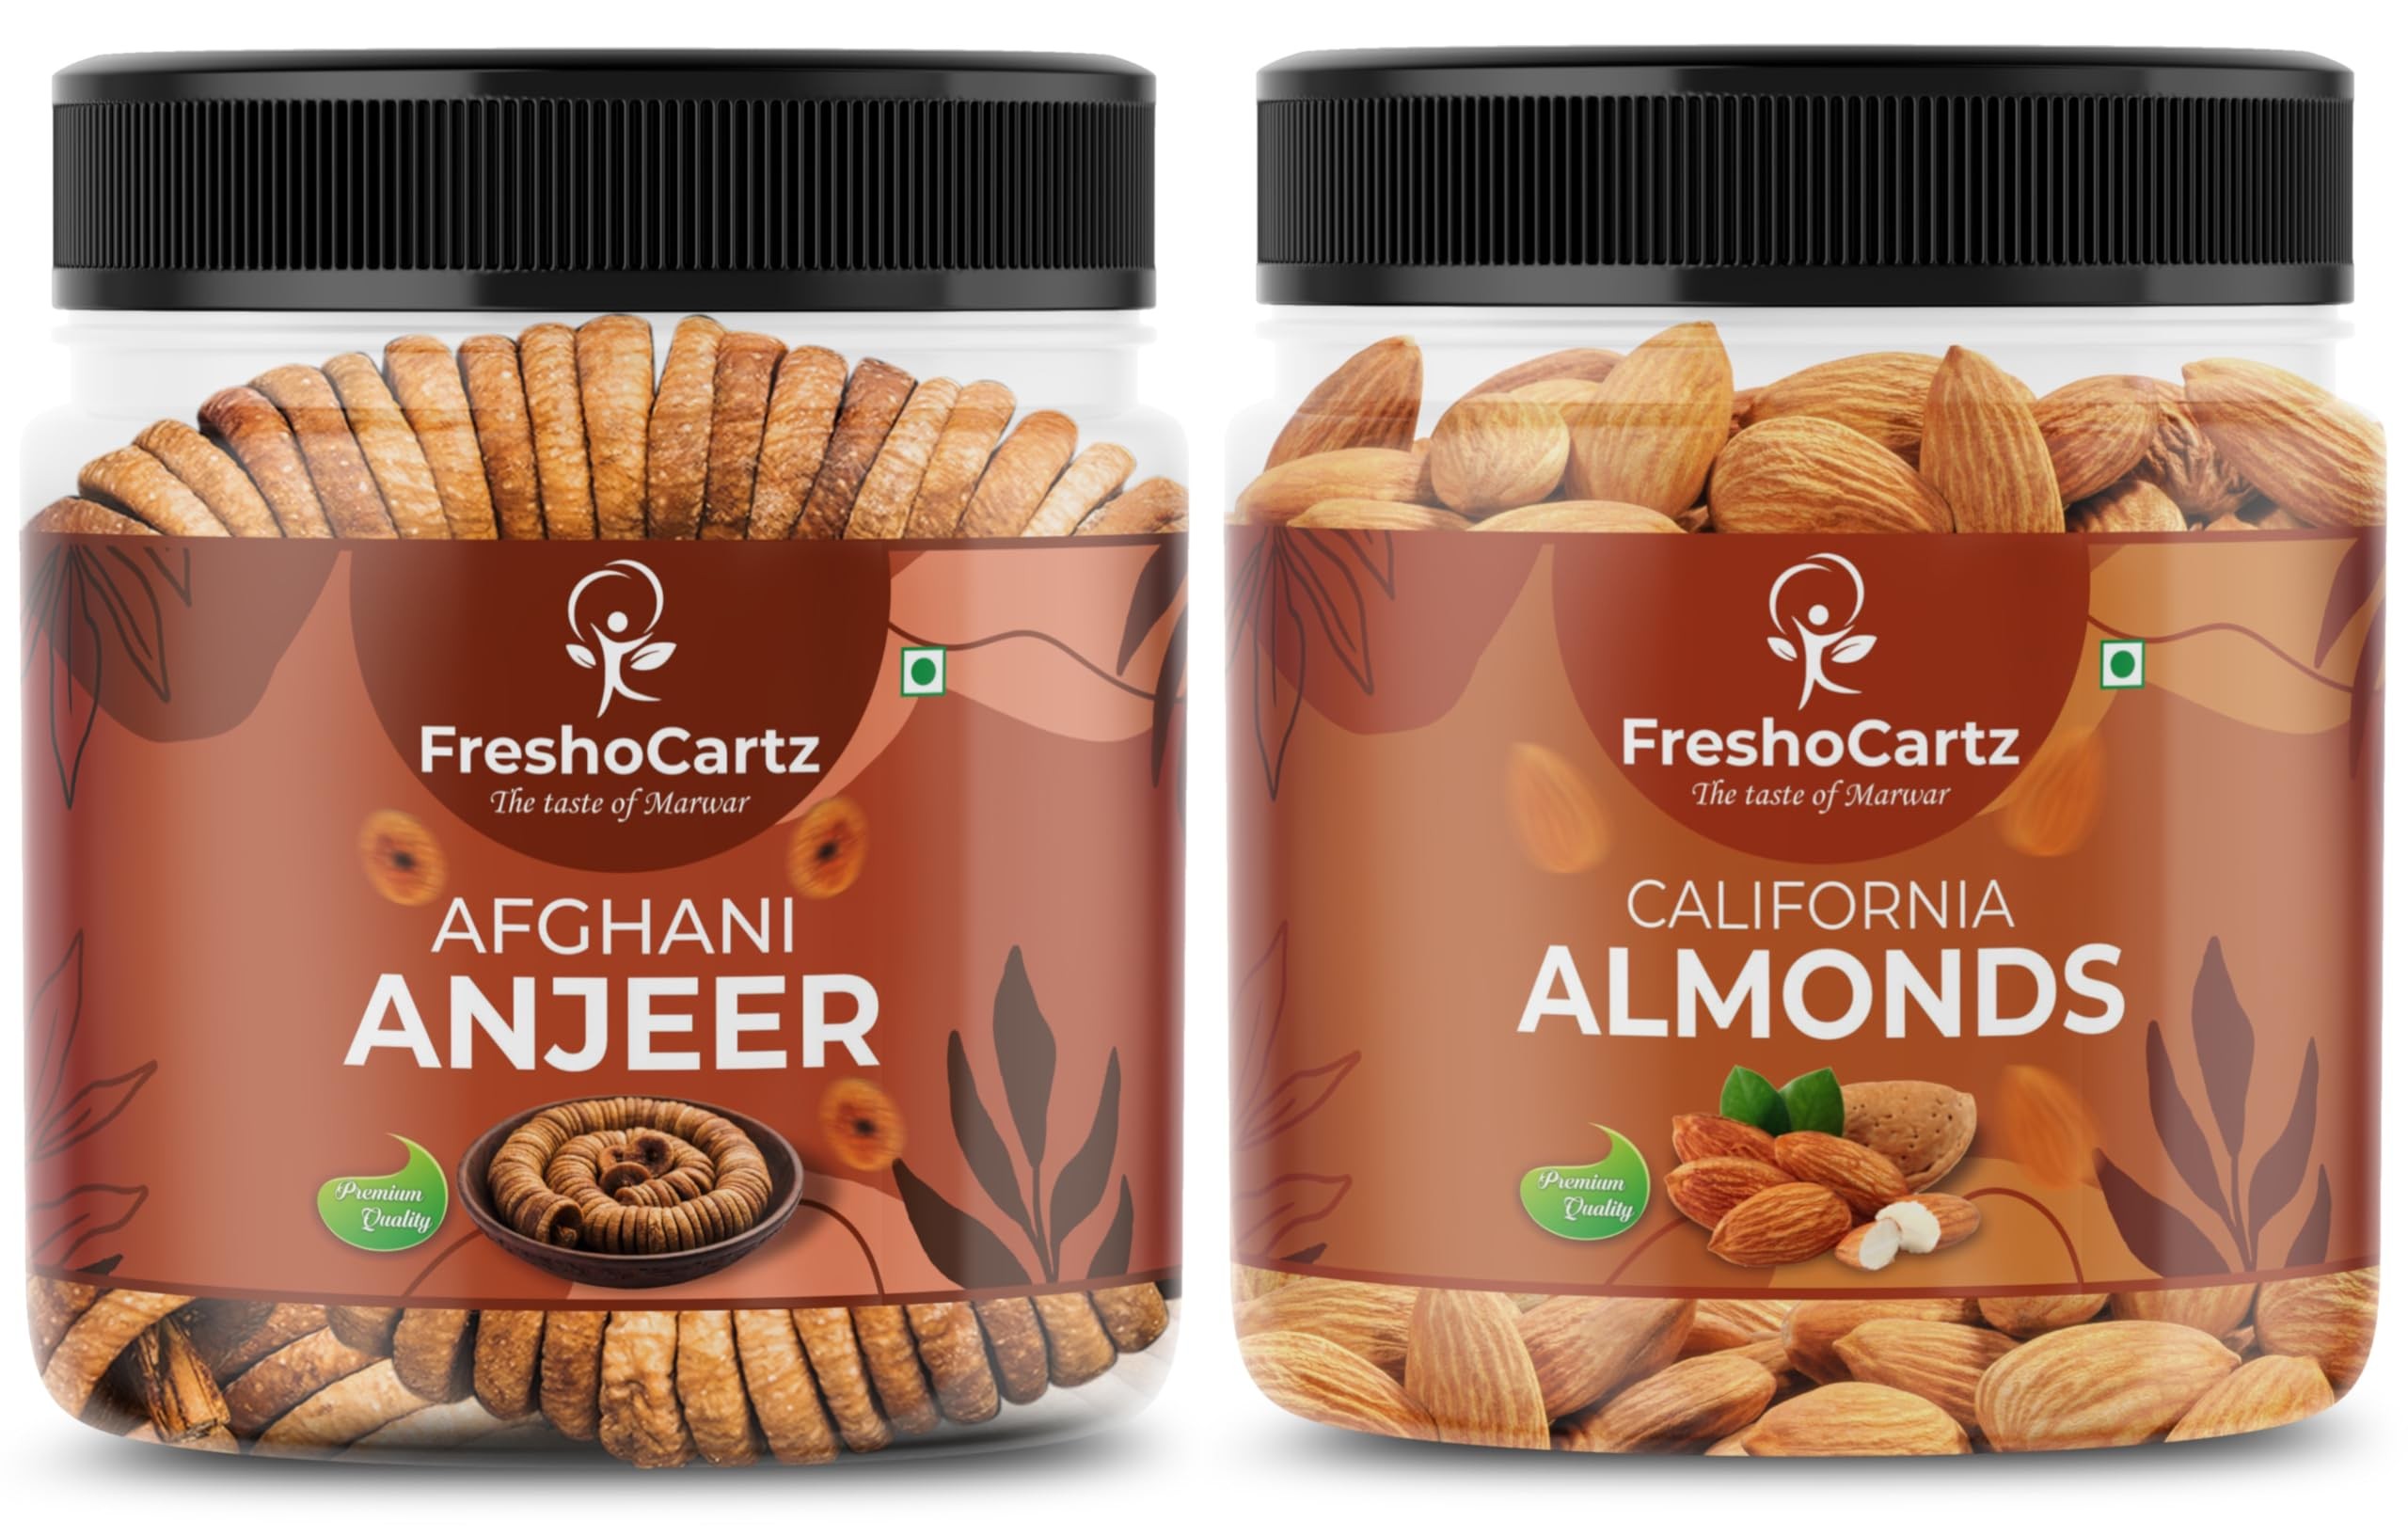 FreshoCartz
The taste of Marwar
AFGHANI
ANJEER
Premium
Quality
FreshoCartz
The taste of Marwar
CALIFORNIA
ALMONDS
Premium
Quality